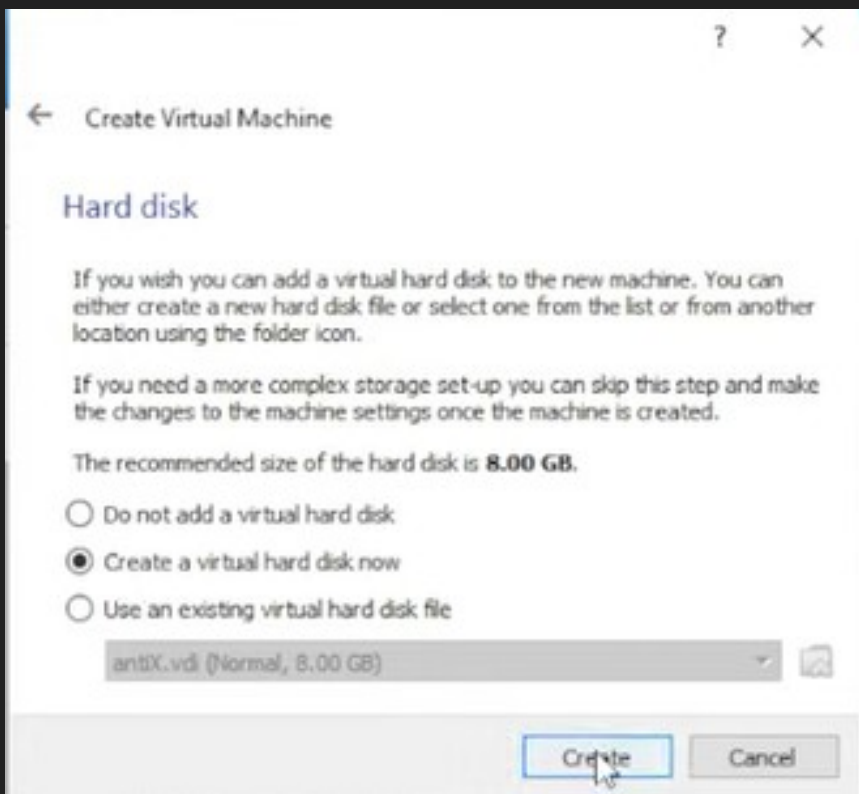 ?
Create Virtual Machine
Hard disk
If you wish you can add a virtual hard disk to the new machine. You can
either create a new hard disk file or select one from the list or from another
location using the folder icon.
If you need a more complex storage set-up you can skip this step and make
the changes to the machine settings once the machine is created.
The recommended size of the hard disk is 8.00 GB.
Do not add a virtual hard disk
Create a virtual hard disk now
Use an existing virtual hard disk file
antiX.vdi (Normal, 8.00 GB)
Create Cancel